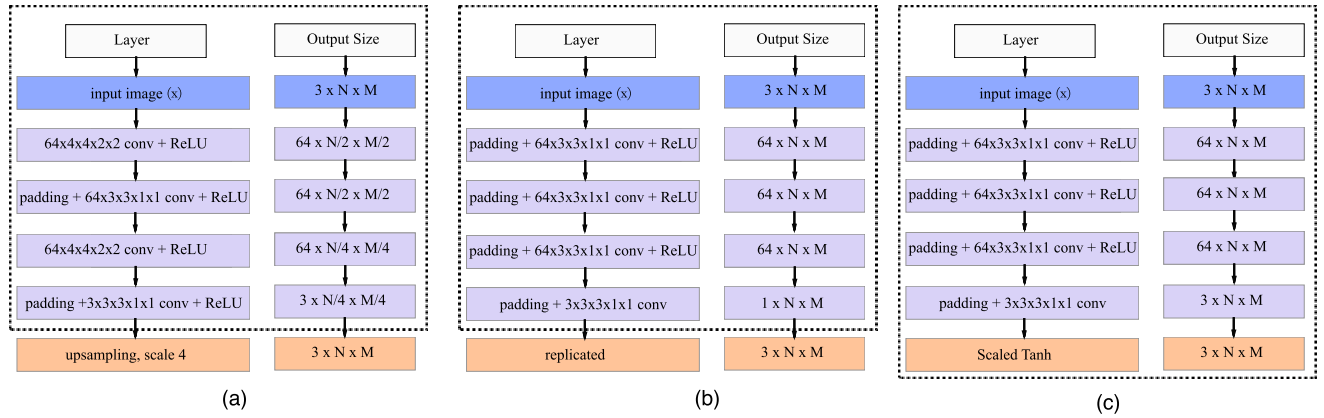 Layer
Output Size
input image (x)
3 x N x M
64x4x4x2x2 conv + ReLU
64 x N/2 x M/2
padding + 64x3x3x1x1 conv + ReLU
64 x N/2 x M/2
64x4x4x2x2 conv + ReLU
64 x N/4 x M/4
padding +3x3x3x1x1 conv + ReLU
3 x N/4 x M/4
upsampling, scale 4
3 x N x M
(a)
Layer
Output Size
input image (x)
3 x N x M
padding + 64x3x3x1x1 conv + ReLU
64 x N x M
padding + 64x3x3x1x1 conv + ReLU
64 x N x M
padding + 64x3x3x1x1 conv + ReLU
64 x N x M
padding + 3x3x3x1x1 conv
1 x N x M
replicated
3 x N x M
(b)
Layer
Output Size
input image (x)
3 x N x M
padding + 64x3x3x1x1 conv + ReLU
64 x N x M
padding + 64x3x3x1x1 conv + ReLU
64 x N x M
padding + 64x3x3x1x1 conv + ReLU
64 x N x M
padding + 3x3x3x1x1 conv
3 x N x M
Scaled Tanh
3 x N x M
(c)